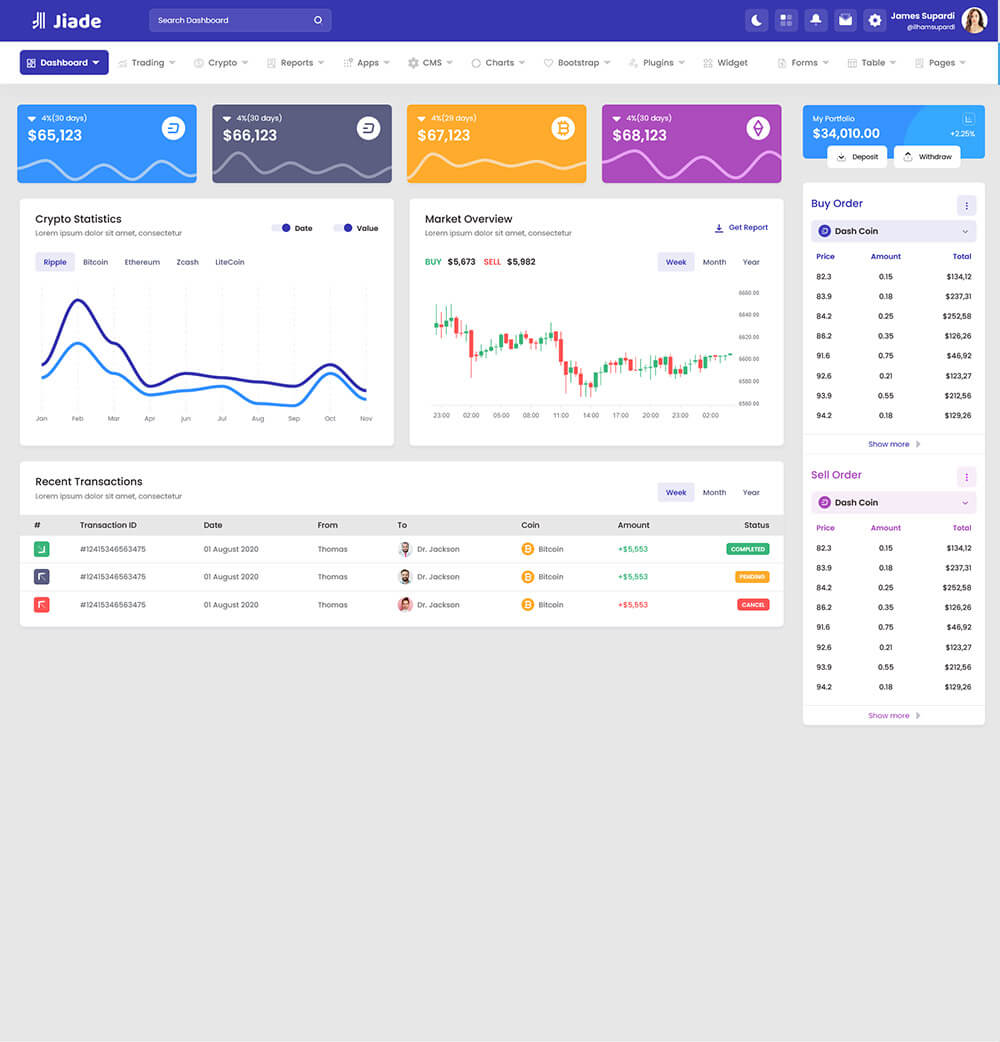 Jiade
Search Dashboard
James Supardi
@ilhamsupardi
Dashboard Trading Crypto Reports Apps CMS Charts Bootstrap Plugins Widget Forms Table Pages
4%(30 days)
$65,123
4%(30 days)
$66,123
4%(29 days)
$67,123
4%(30 days)
$68,123
My Portfolio
$34,010.00
+2.25%
Deposit Withdraw
Crypto Statistics
Lorem ipsum dolor sit amet, consectetur
Date Value
Ripple Bitcoin Ethereum Zcash LiteCoin
Jan Feb Mar Apr jun Jul Aug Sep Oct Nov
Market Overview
Lorem ipsum dolor sit amet, consectetur
Get Report
BUY $5,673 SELL $5,982
Week Month Year
6660.00
6640.00
6620.00
6600.00
6580.00
6560.00
23:00 02:00 05:00 08:00 11:00 14:00 17:00 20:00 23:00 02:00
Buy Order
Dash Coin
Price Amount Total
82.3 0.15 $134,12
83.9 0.18 $237,31
84.2 0.25 $252,58
86.2 0.35 $126,26
91.6 0.75 $46,92
92.6 0.21 $123,27
93.9 0.55 $212,56
94.2 0.18 $129,26
Show more
Sell Order
Dash Coin
Price Amount Total
82.3 0.15 $134,12
83.9 0.18 $237,31
84.2 0.25 $252,58
86.2 0.35 $126,26
91.6 0.75 $46,92
92.6 0.21 $123,27
93.9 0.55 $212,56
94.2 0.18 $129,26
Show more
Recent Transactions
Lorem ipsum dolor sit amet, consectetur
Week Month Year
# Transaction ID Date From To Coin Amount Status
#12415346563475 01 August 2020 Thomas Dr. Jackson Bitcoin +$5,553 COMPLETED
#12415346563475 01 August 2020 Thomas Dr. Jackson Bitcoin +$5,553 PENDING
#12415346563475 01 August 2020 Thomas Dr. Jackson Bitcoin +$5,553 CANCEL